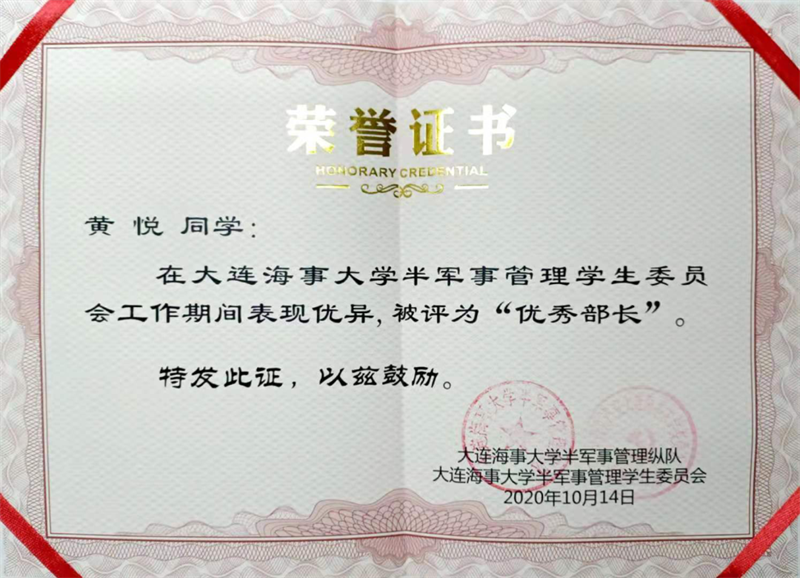 荣誉证书
HONORARY CREDENTIAL
黄 悦 同学：
在大连海事大学半军事管理学生委员
会工作期间表现优异，被评为“优秀部长”。
特发此证，以兹鼓励。
大连海事大学半军事管理纵队
大连海事大学半军事管理学生委员会
2020年10月14日